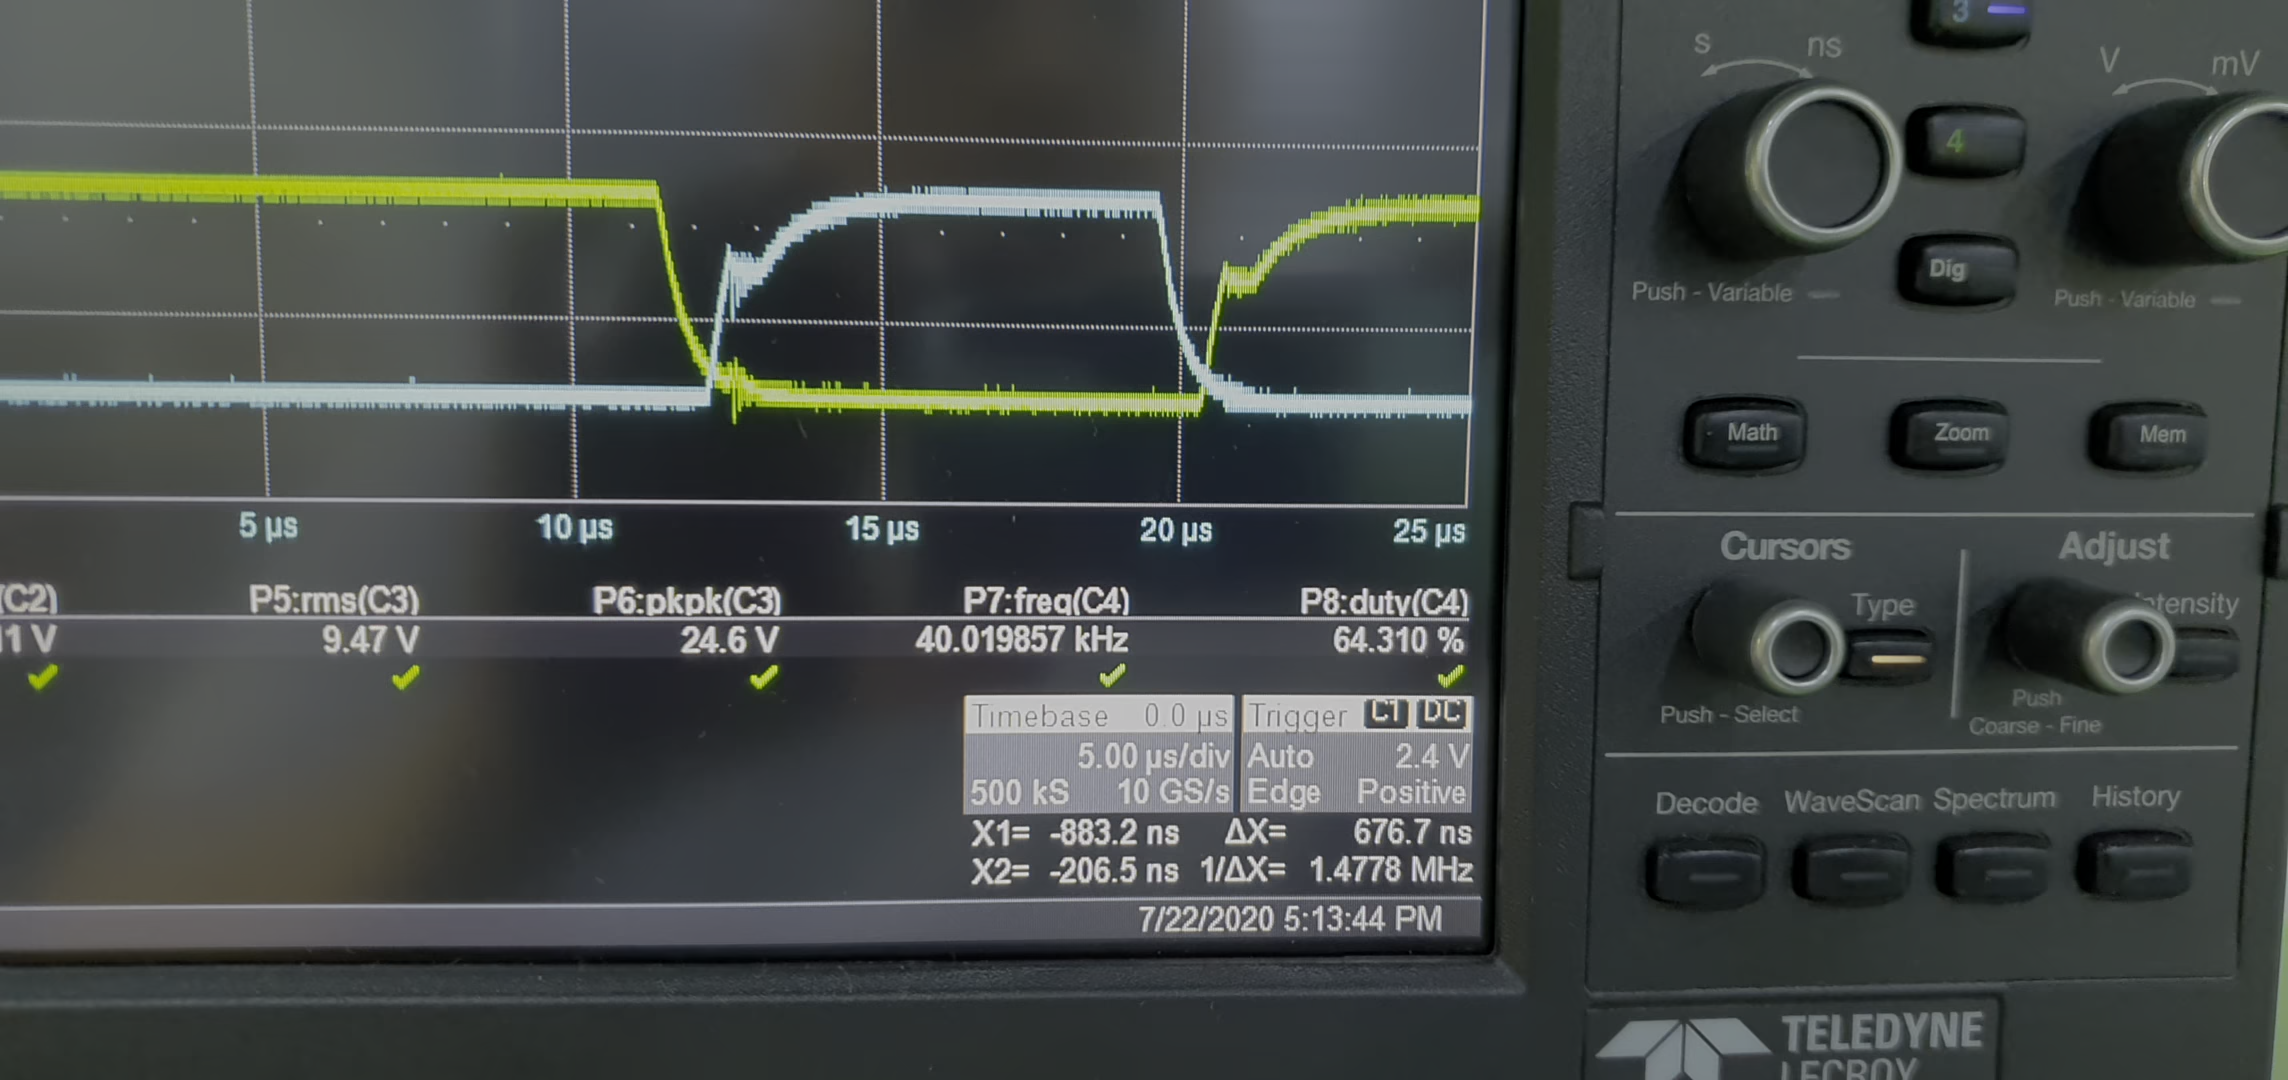 5 µs 10 µs 15 µs 20 µs 25 µs
(C2) P5:rms(C3) P6:pkpk(C3) P7:freq(C4) P8:duty(C4)
1 V 9.47 V 24.6 V 40.019857 kHz 64.310 %
Timebase 0.0 µs
5.00 µs/div
500 kS 10 GS/s
Trigger C1 DC
Auto 2.4 V
Edge Positive
X1= -883.2 ns ΔX= 676.7 ns
X2= -206.5 ns 1/ΔX= 1.4778 MHz
7/22/2020 5:13:44 PM
3
s ns
V mV
4
Dig
Push - Variable
Push - Variable
Math Zoom Mem
Cursors Adjust
Type
Intensity
Push - Select
Push
Coarse - Fine
Decode WaveScan Spectrum History
TELEDYNE
LECROY